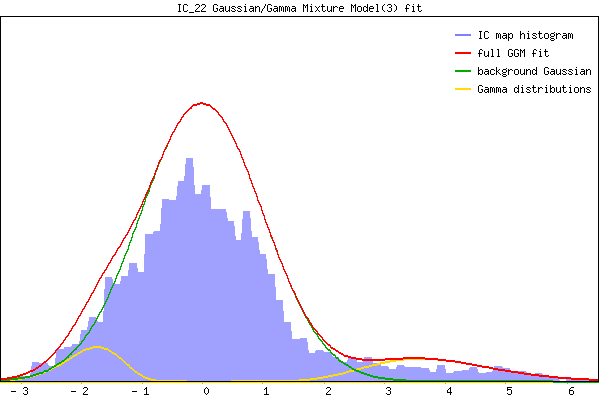 IC_22 Gaussian/Gamma Mixture Model(3) fit
IC map histogram
full GGM fit
background Gaussian
Gamma distributions
-3 -2 -1 0 1 2 3 4 5 6